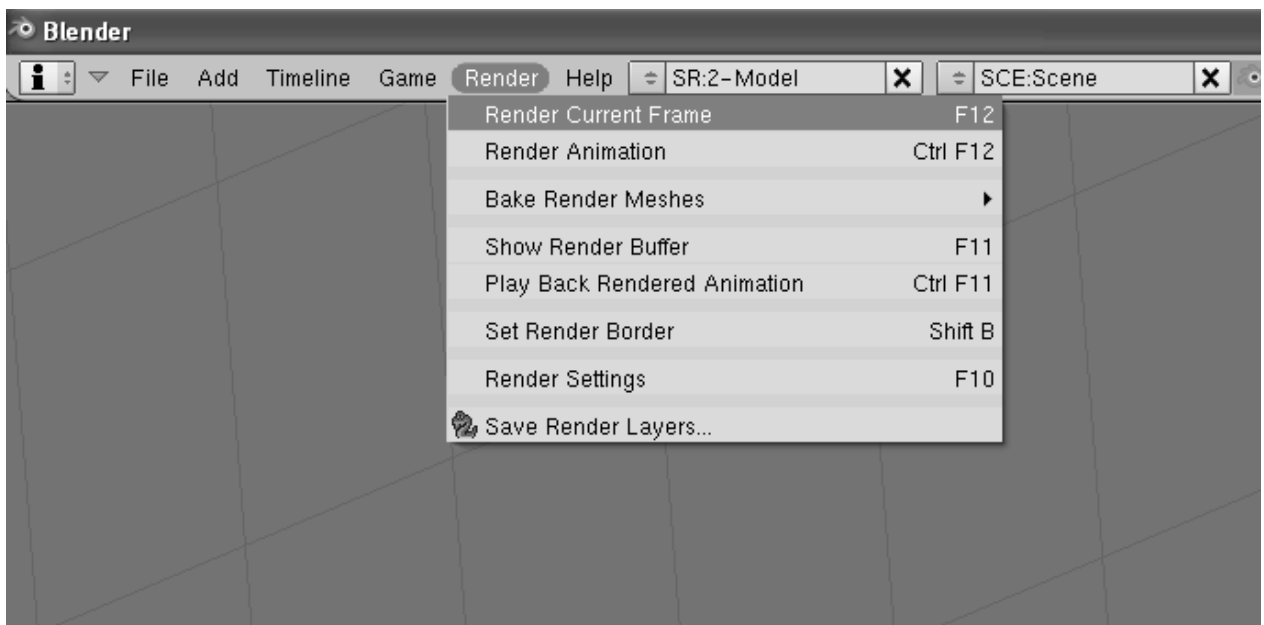 Blender
File Add Timeline Game Render Help SR:2-Model SCE:Scene
Render Current Frame F12
Render Animation Ctrl F12
Bake Render Meshes
Show Render Buffer F11
Play Back Rendered Animation Ctrl F11
Set Render Border Shift B
Render Settings F10
Save Render Layers...